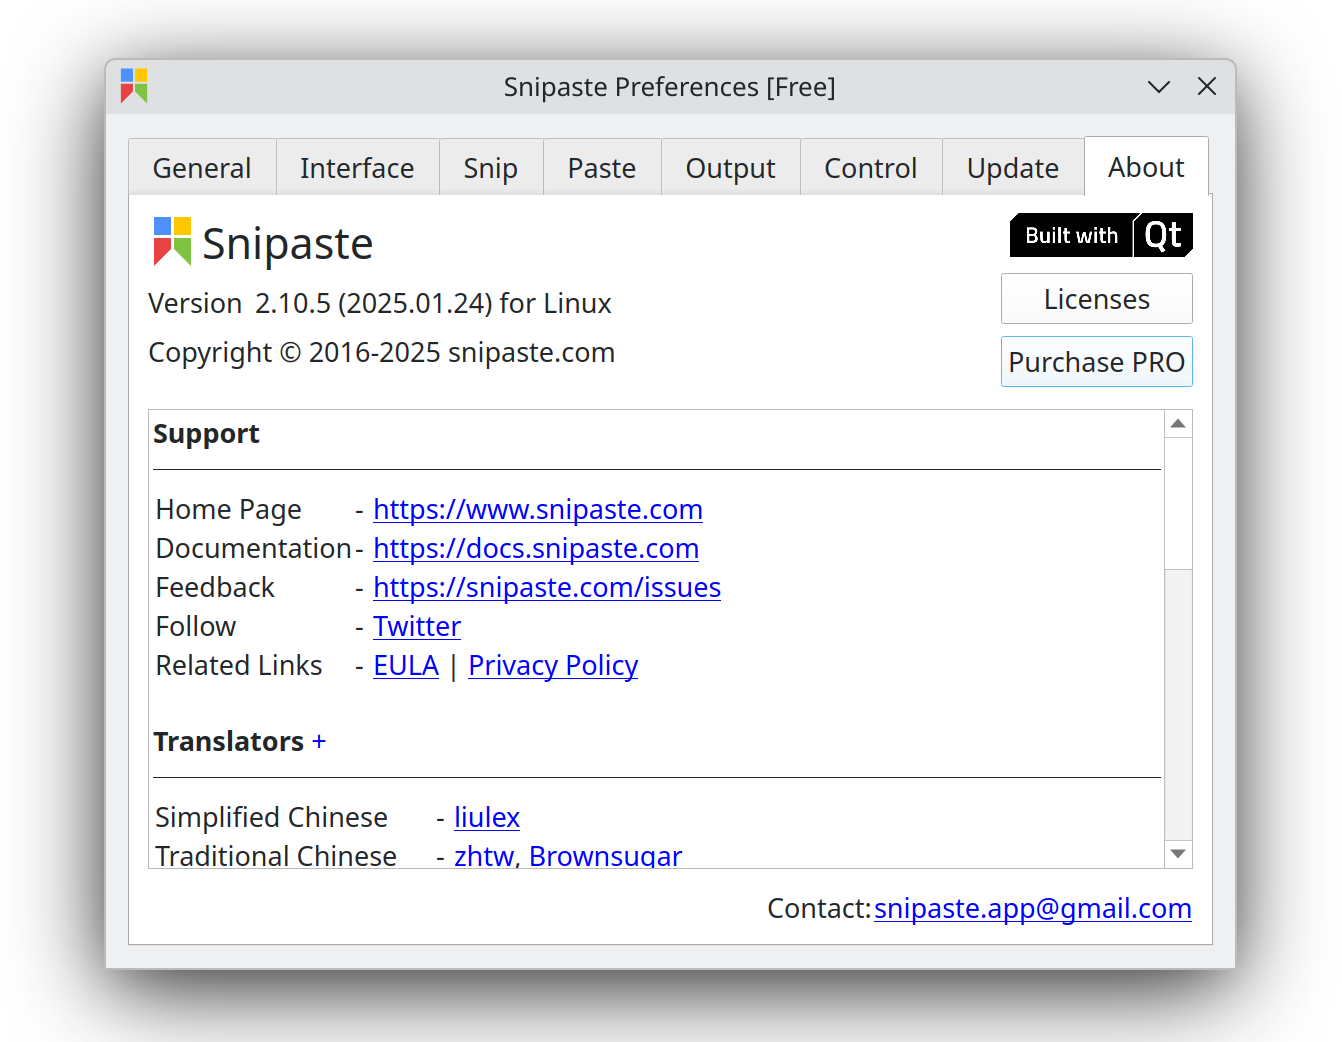 Snipaste Preferences [Free]
General Interface Snip Paste Output Control Update About
Snipaste
Built with Qt
Version 2.10.5 (2025.01.24) for Linux
Licenses
Copyright © 2016-2025 snipaste.com
Purchase PRO
Support
Home Page - https://www.snipaste.com
Documentation - https://docs.snipaste.com
Feedback - https://snipaste.com/issues
Follow - Twitter
Related Links - EULA | Privacy Policy
Translators +
Simplified Chinese - liulex
Traditional Chinese - zhtw, Brownsugar
Contact: snipaste.app@gmail.com